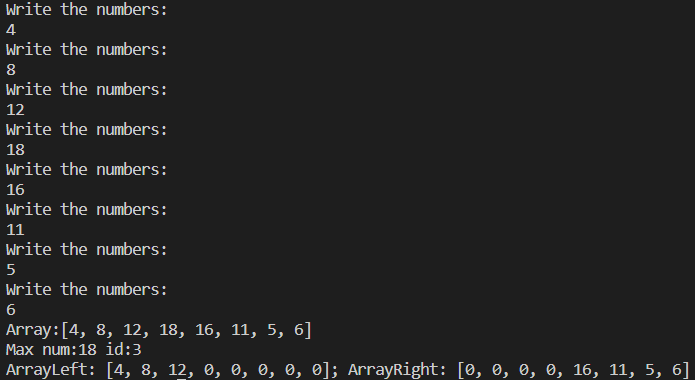 Write the numbers:
4
Write the numbers:
8
Write the numbers:
12
Write the numbers:
18
Write the numbers:
16
Write the numbers:
11
Write the numbers:
5
Write the numbers:
6
Array:[4, 8, 12, 18, 16, 11, 5, 6]
Max num:18 id:3
ArrayLeft: [4, 8, 12, 0, 0, 0, 0, 0]; ArrayRight: [0, 0, 0, 0, 16, 11, 5, 6]